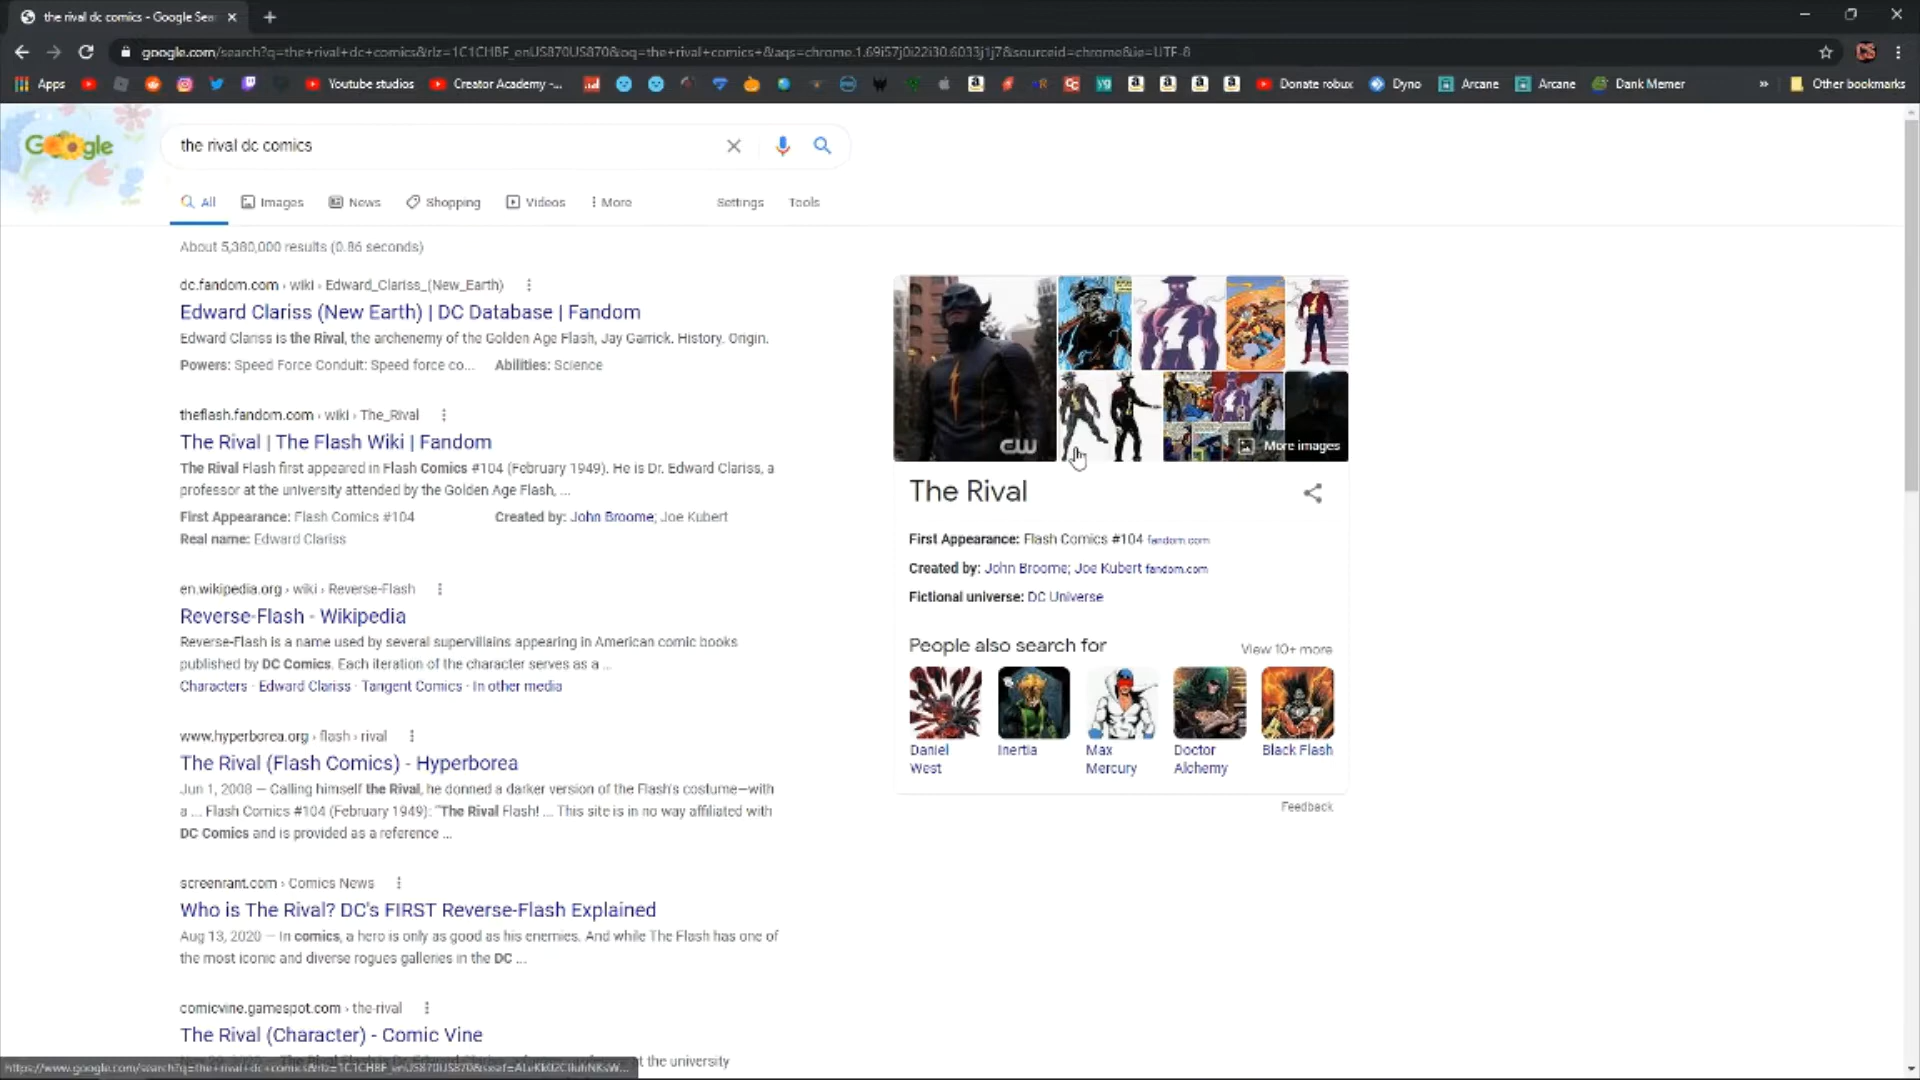 the rival dc comics - Google Sea
google.com/search?q=the+rival+dc+comics&rlz=1C1CHBF_enUS870US870&oq=the+rival+comics+&aqs=chrome.1.69i57j0i22i30.6033j1j7&sourceid=chrome&ie=UTF-8
Apps Youtube studios Creator Academy -... Donate robux Dyno Arcane Arcane Dank Memer » Other bookmarks
Google
the rival dc comics
All Images News Shopping Videos More Settings Tools
About 5,380,000 results (0.86 seconds)
dc.fandom.com › wiki › Edward_Clariss_(New_Earth)
Edward Clariss (New Earth) | DC Database | Fandom
Edward Clariss is the Rival, the archenemy of the Golden Age Flash, Jay Garrick. History. Origin.
Powers: Speed Force Conduit: Speed force co... Abilities: Science
theflash.fandom.com › wiki › The_Rival
The Rival | The Flash Wiki | Fandom
The Rival Flash first appeared in Flash Comics #104 (February 1949). He is Dr. Edward Clariss, a
professor at the university attended by the Golden Age Flash, ...
First Appearance: Flash Comics #104 Created by: John Broome; Joe Kubert
Real name: Edward Clariss
en.wikipedia.org › wiki › Reverse-Flash
Reverse-Flash - Wikipedia
Reverse-Flash is a name used by several supervillains appearing in American comic books
published by DC Comics. Each iteration of the character serves as a ...
Characters · Edward Clariss · Tangent Comics · In other media
www.hyperborea.org › flash › rival
The Rival (Flash Comics) - Hyperborea
Jun 1, 2008 — Calling himself the Rival, he donned a darker version of the Flash's costume—with
a ... Flash Comics #104 (February 1949): "The Rival Flash! ... This site is in no way affiliated with
DC Comics and is provided as a reference ...
screenrant.com › Comics News
Who is The Rival? DC's FIRST Reverse-Flash Explained
Aug 13, 2020 — In comics, a hero is only as good as his enemies. And while The Flash has one of
the most iconic and diverse rogues galleries in the DC ...
comicvine.gamespot.com › the-rival
The Rival (Character) - Comic Vine
t the university
CW
More images
The Rival
First Appearance: Flash Comics #104 fandom.com
Created by: John Broome; Joe Kubert fandom.com
Fictional universe: DC Universe
People also search for View 10+ more
Daniel West
Inertia
Max Mercury
Doctor Alchemy
Black Flash
Feedback